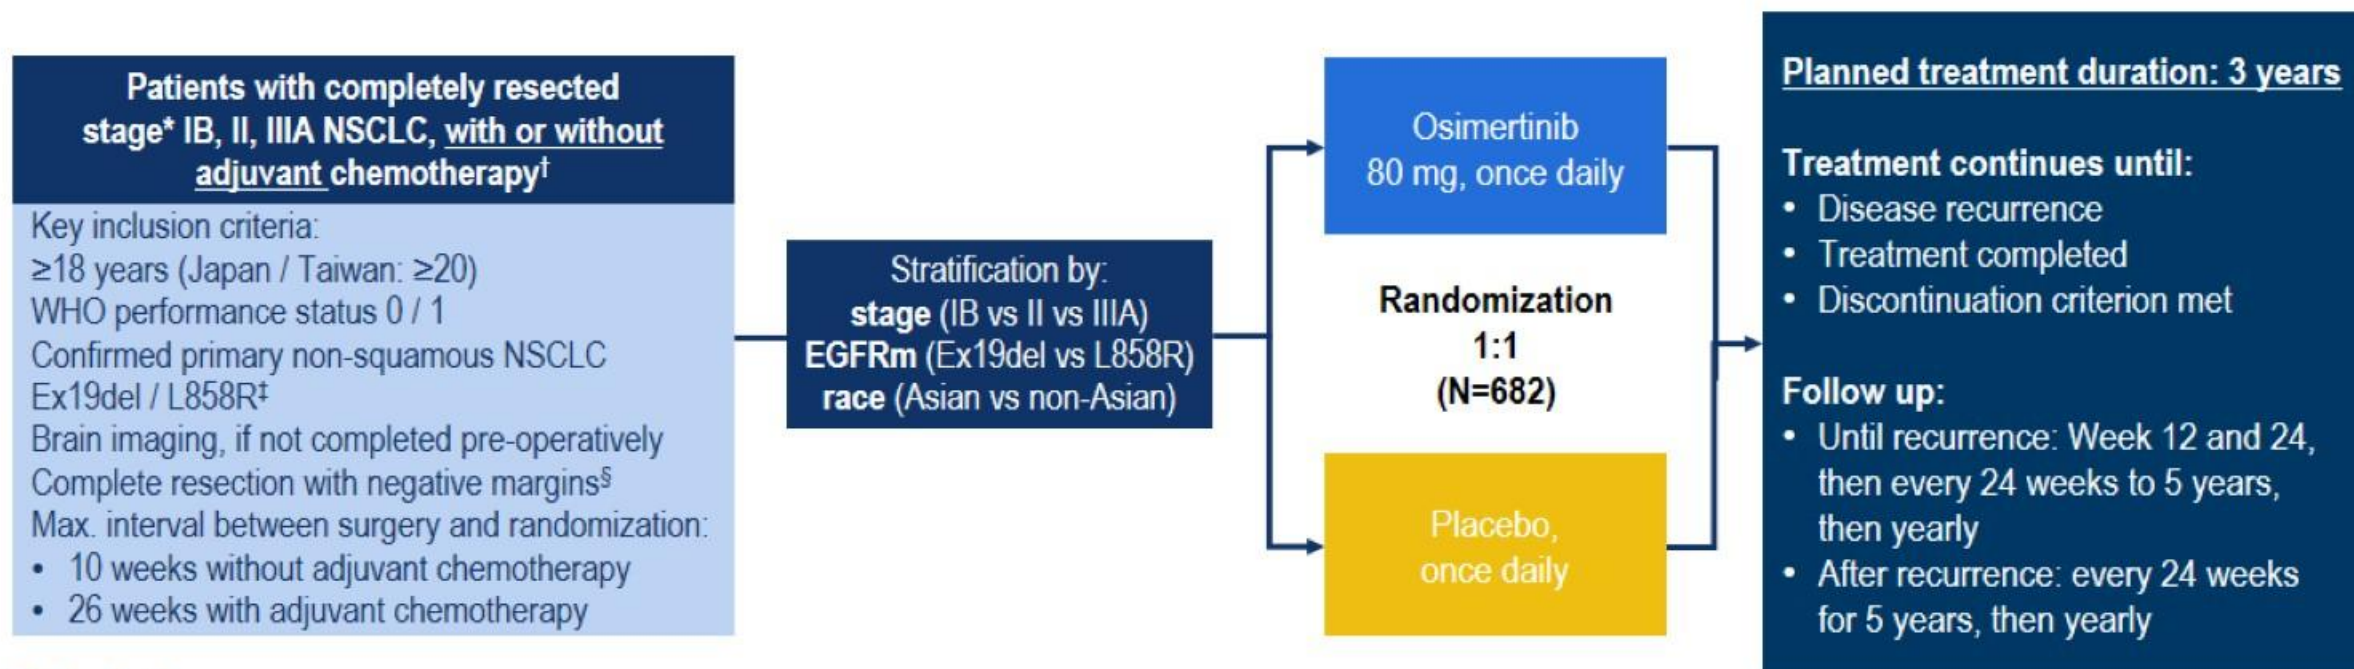 Patients with completely resected
stage* IB, II, IIIA NSCLC, with or without
adjuvant chemotherapy†
Key inclusion criteria:
≥18 years (Japan / Taiwan: ≥20)
WHO performance status 0 / 1
Confirmed primary non-squamous NSCLC
Ex19del / L858R‡
Brain imaging, if not completed pre-operatively
Complete resection with negative margins§
Max. interval between surgery and randomization:
• 10 weeks without adjuvant chemotherapy
• 26 weeks with adjuvant chemotherapy
Stratification by:
stage (IB vs II vs IIIA)
EGFRm (Ex19del vs L858R)
race (Asian vs non-Asian)
Osimertinib
80 mg, once daily
Randomization
1:1
(N=682)
Placebo,
once daily
Planned treatment duration: 3 years
Treatment continues until:
• Disease recurrence
• Treatment completed
• Discontinuation criterion met
Follow up:
• Until recurrence: Week 12 and 24,
then every 24 weeks to 5 years,
then yearly
• After recurrence: every 24 weeks
for 5 years, then yearly